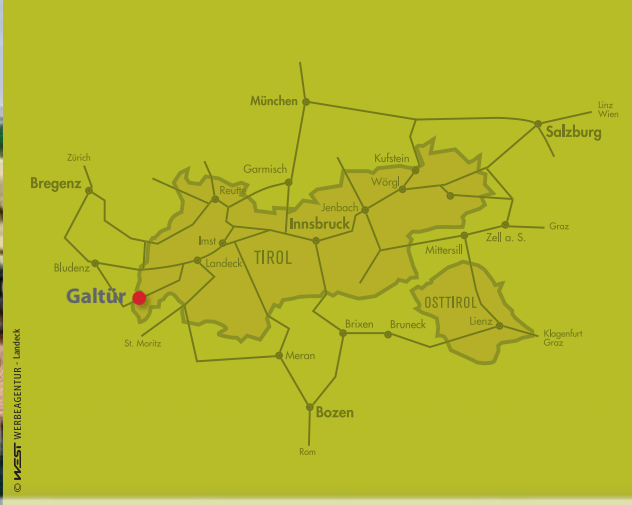 München
Linz
Wien
Salzburg
Zürich
Garmisch
Kufstein
Bregenz
Reutte
Wörgl
Jenbach
Innsbruck
Graz
Imst
Zell a. S.
Mittersill
TIROL
Bludenz
Landeck
Galtür
OSTTIROL
Lienz
Brixen
Bruneck
Klagenfurt
Graz
St. Moritz
Meran
Bozen
Rom
© WEST WERBEAGENTUR - Landeck